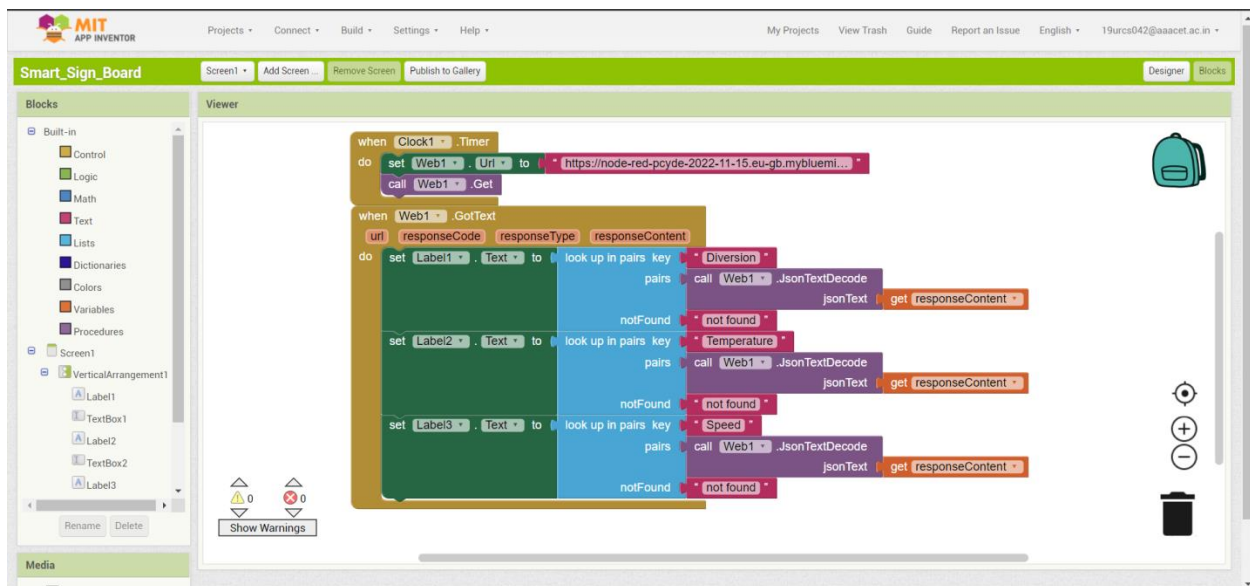 MIT
APP INVENTOR
Projects Connect Build Settings Help My Projects View Trash Guide Report an Issue English 19urcs042@aaacet.ac.in
Smart_Sign_Board Screen1 Add Screen ... Remove Screen Publish to Gallery Designer Blocks
Blocks
Built-in
Control
Logic
Math
Text
Lists
Dictionaries
Colors
Variables
Procedures
Screen1
VerticalArrangement1
Label1
TextBox1
Label2
TextBox2
Label3
Rename Delete
Media
Viewer
when Clock1 .Timer
do set Web1 . Url to " https://node-red-pcyde-2022-11-15.eu-gb.mybluemi... "
call Web1 .Get
when Web1 .GotText
url responseCode responseType responseContent
do set Label1 . Text to look up in pairs key " Diversion "
pairs call Web1 .JsonTextDecode
jsonText get responseContent
notFound " not found "
set Label2 . Text to look up in pairs key " Temperature "
pairs call Web1 .JsonTextDecode
jsonText get responseContent
notFound " not found "
set Label3 . Text to look up in pairs key " Speed "
pairs call Web1 .JsonTextDecode
jsonText get responseContent
notFound " not found "
0 0
Show Warnings